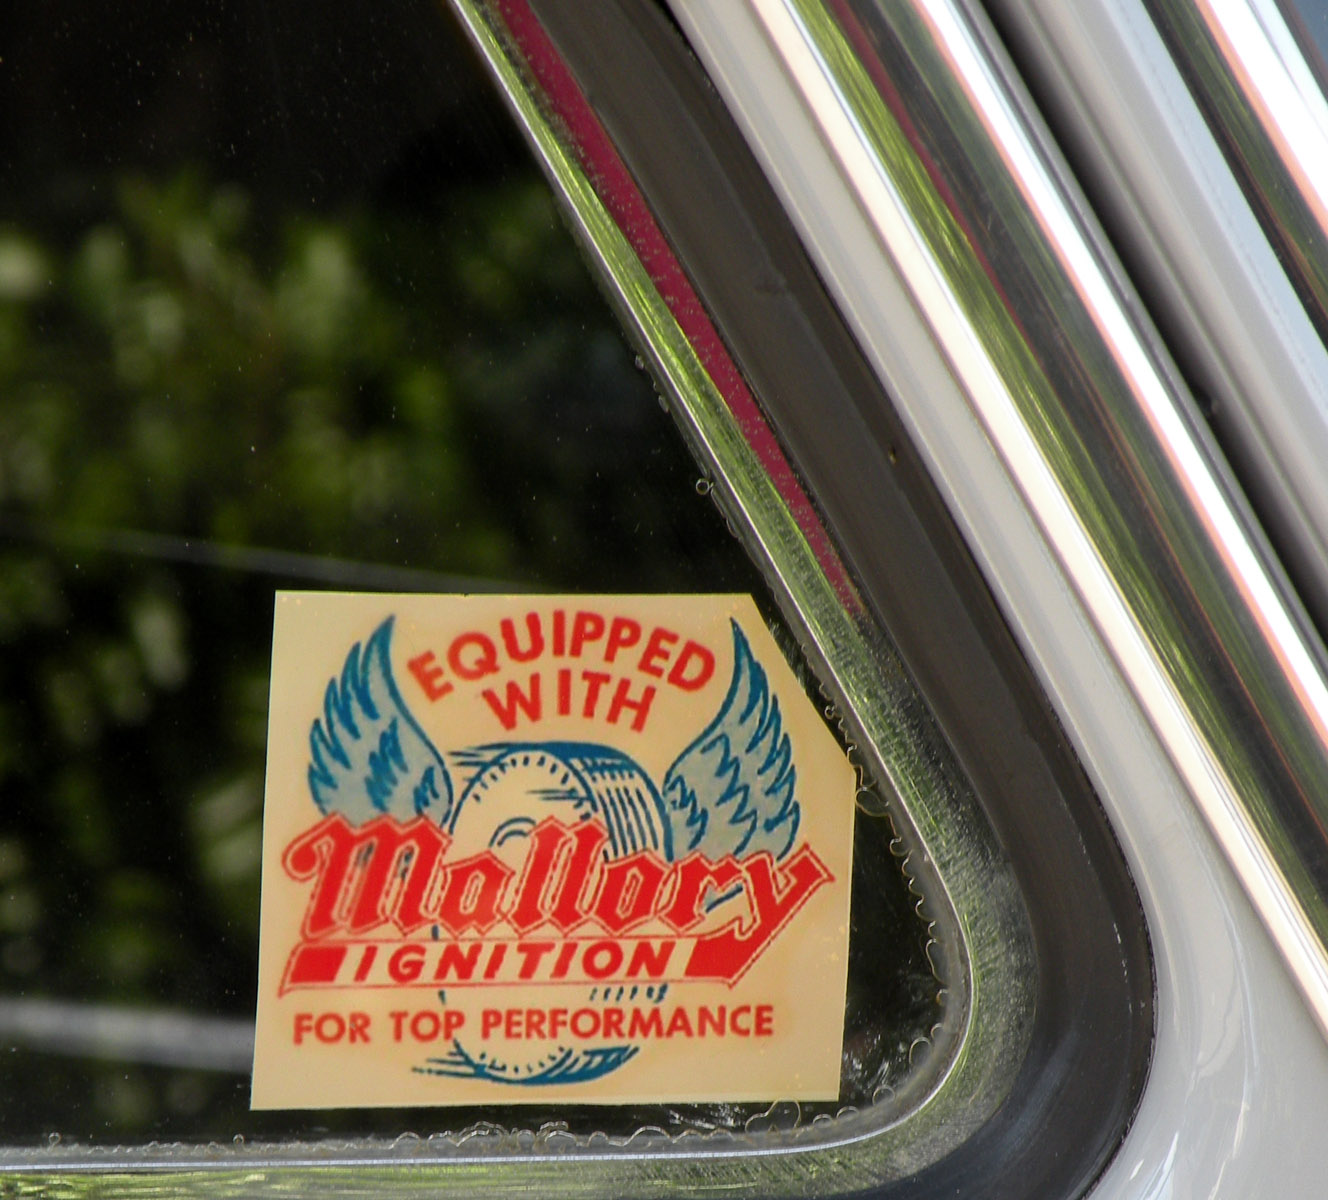 EQUIPPED
WITH
Mallory
IGNITION
FOR TOP PERFORMANCE